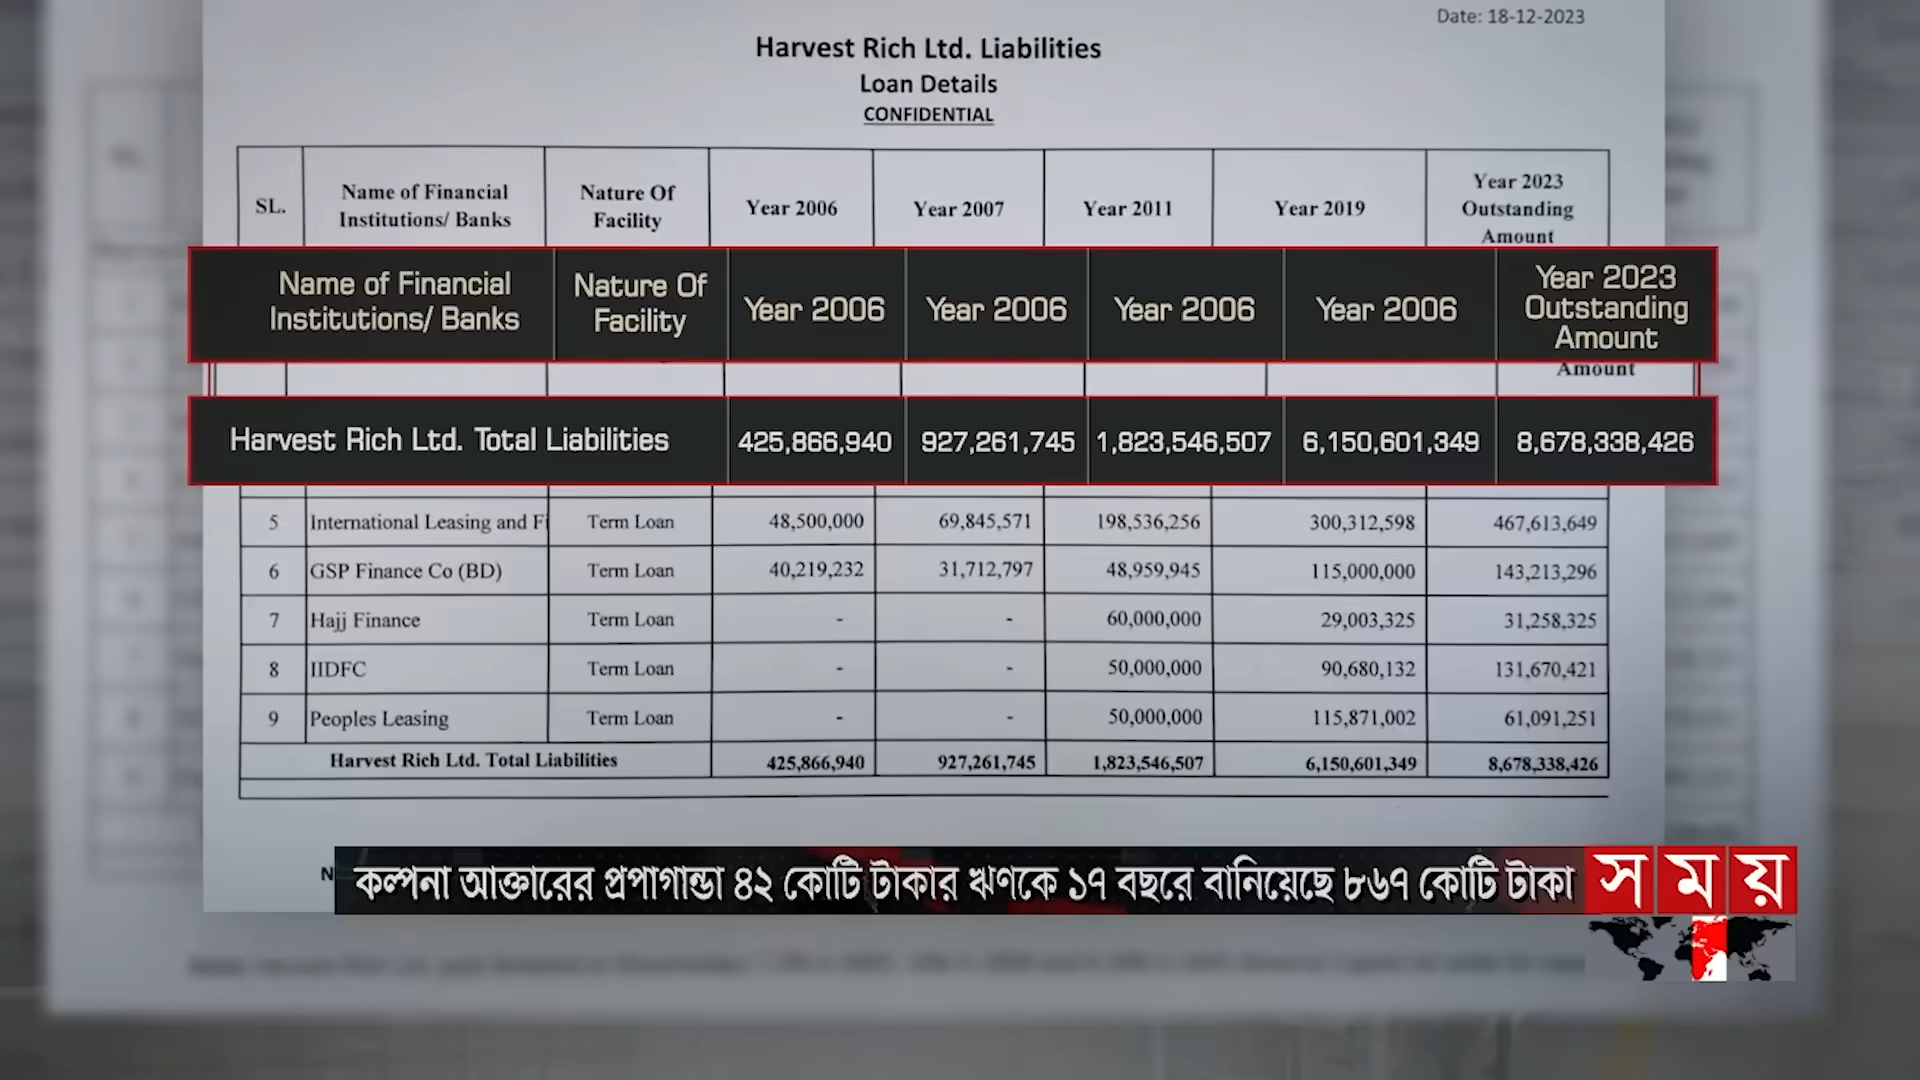 Date: 18-12-2023
Harvest Rich Ltd. Liabilities
Loan Details
CONFIDENTIAL
SL. Name of Financial Institutions/ Banks Nature Of Facility Year 2006 Year 2007 Year 2011 Year 2019 Year 2023 Outstanding Amount
Name of Financial Institutions/ Banks Nature Of Facility Year 2006 Year 2006 Year 2006 Year 2006 Year 2023 Outstanding Amount
Amount
Harvest Rich Ltd. Total Liabilities 425,866,940 927,261,745 1,823,546,507 6,150,601,349 8,678,338,426
5 International Leasing and Fi Term Loan 48,500,000 69,845,571 198,536,256 300,312,598 467,613,649
6 GSP Finance Co (BD) Term Loan 40,219,232 31,712,797 48,959,945 115,000,000 143,213,296
7 Hajj Finance Term Loan - - 60,000,000 29,003,325 31,258,325
8 IIDFC Term Loan - - 50,000,000 90,680,132 131,670,421
9 Peoples Leasing Term Loan - - 50,000,000 115,871,002 61,091,251
Harvest Rich Ltd. Total Liabilities 425,866,940 927,261,745 1,823,546,507 6,150,601,349 8,678,338,426
N
কল্পনা আক্তারের প্রপাগান্ডা ৪২ কোটি টাকার ঋণকে ১৭ বছরে বানিয়েছে ৮৬৭ কোটি টাকা
সময়